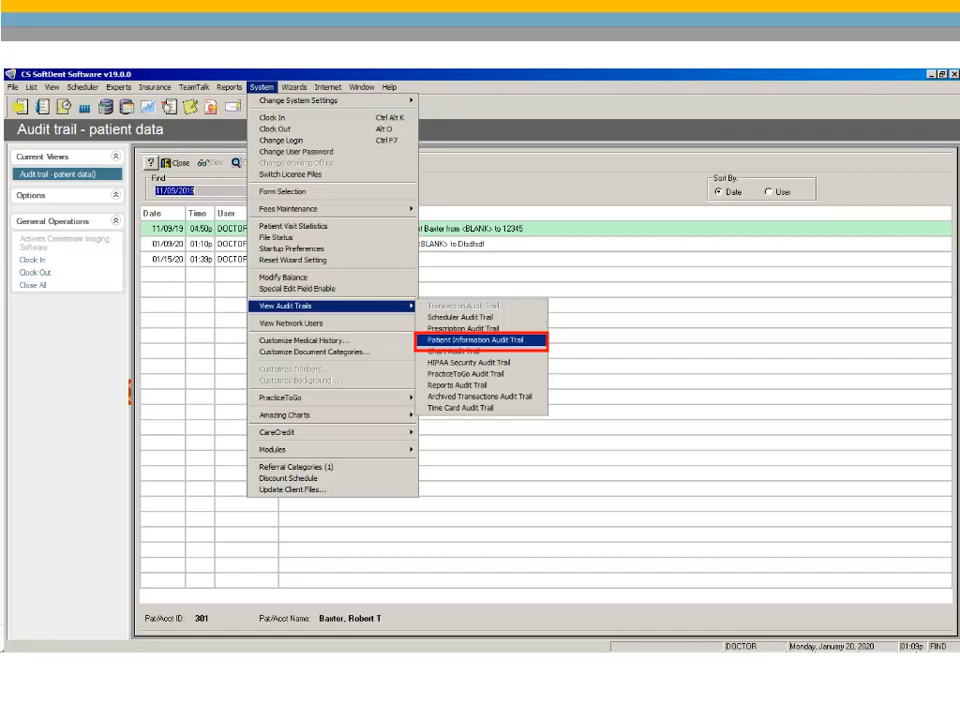 CS SoftDent Software v19.0.0
File List View Scheduler Experts Insurance TeamTalk Reports System Wizards Internet Window Help
Audit trail - patient data
Current Views
Audit trail - patient data()
Options
General Operations
Activate Carestream Imaging
Software
Clock In
Clock Out
Close All
? Close View
Find
11/09/2019
Sort By:
Date User
Date Time User
11/09/19 04:50p DOCTOR Baxter from <BLANK> to 12345
01/09/20 01:10p DOCTOR <BLANK> to Dfsdfsdf
01/15/20 01:39p DOCTOR
Change System Settings
Clock In Ctrl Alt K
Clock Out Alt O
Change Login Ctrl F7
Change User Password
Change Working Office
Switch License Files
Form Selection
Fees Maintenance
Patient Visit Statistics
File Status
Startup Preferences
Reset Wizard Setting
Modify Balance
Special Edit Field Enable
View Audit Trails
View Network Users
Customize Medical History...
Customize Document Categories...
Customize Titlebars...
Customize Background...
PracticeToGo
Amazing Charts
CareCredit
Modules
Referral Categories (1)
Discount Schedule
Update Client Files...
Transaction Audit Trail
Scheduler Audit Trail
Prescription Audit Trail
Patient Information Audit Trail
Chart Audit Trail
HIPAA Security Audit Trail
PracticeToGo Audit Trail
Reports Audit Trail
Archived Transactions Audit Trail
Time Card Audit Trail
Pat/Acct ID: 301 Pat/Acct Name: Baxter, Robert T
DOCTOR Monday, January 20, 2020 01:09p FIND